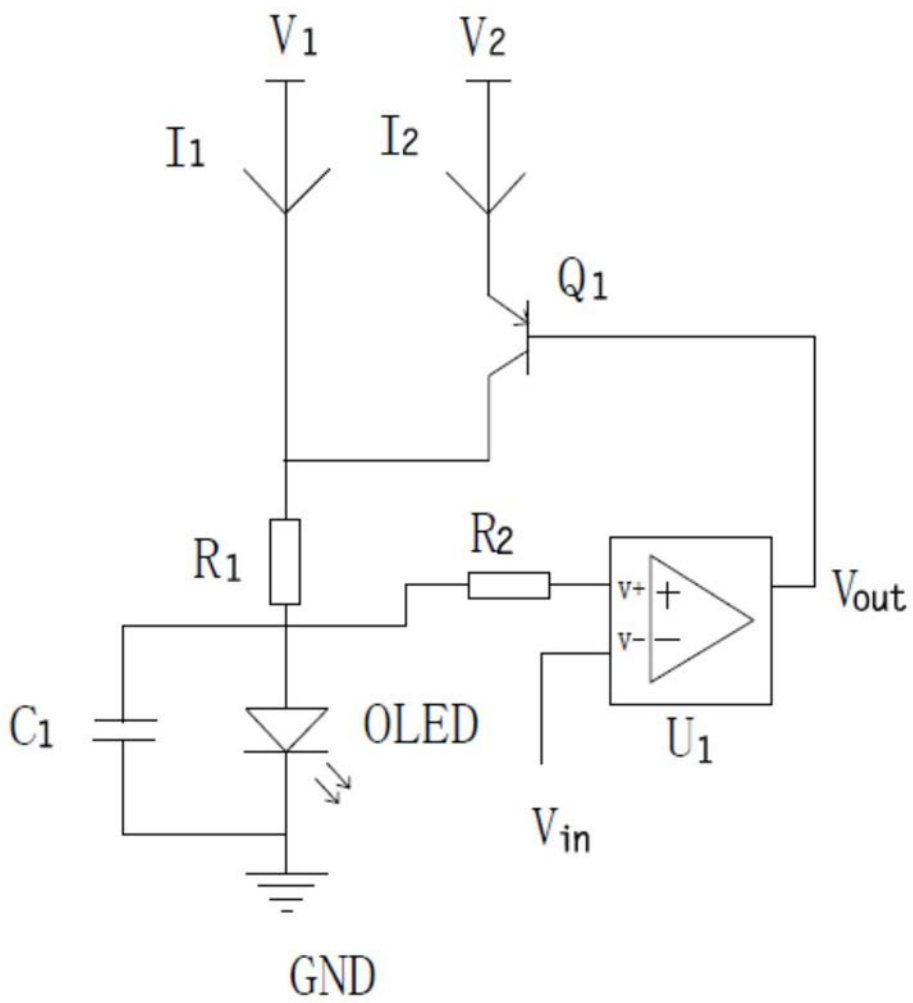 V1 V2
I1 I2
Q1
R1 R2
V+ +
V- −
Vout
C1 OLED U1
Vin
GND